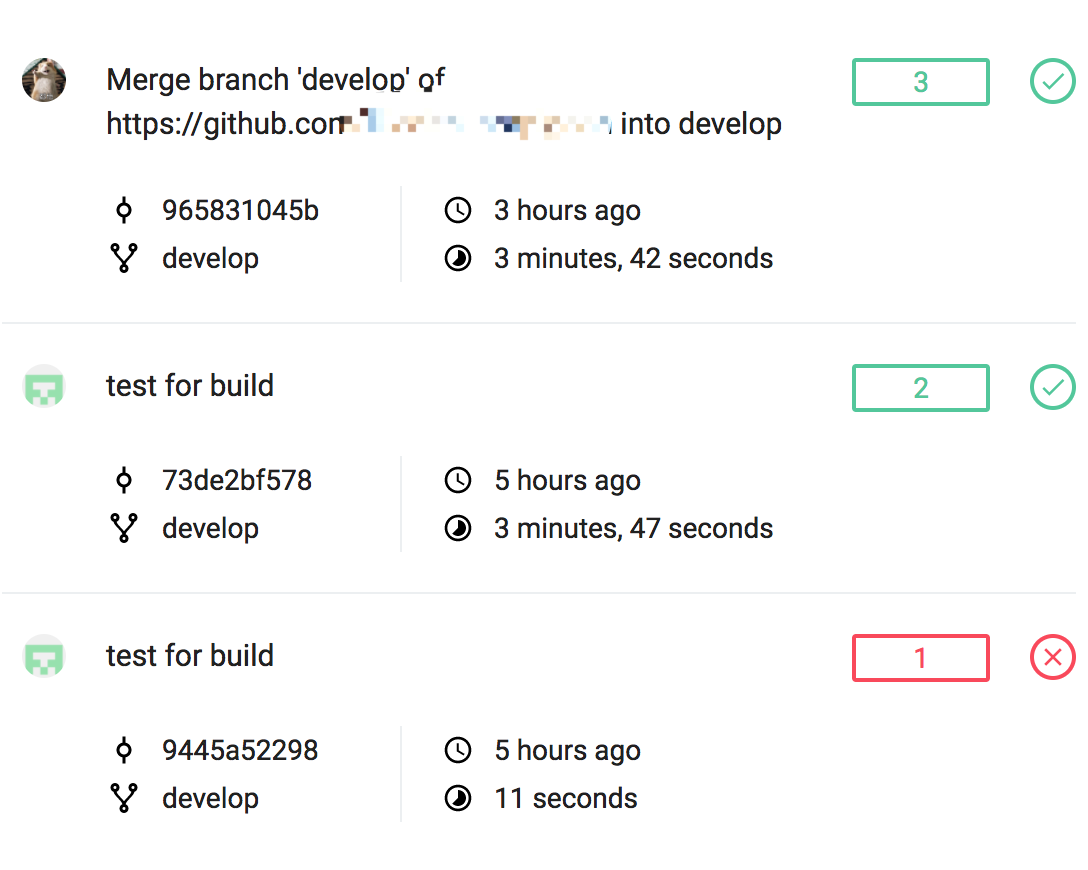 Merge branch 'develop' of
3
https://github.com into develop
965831045b
3 hours ago
develop
3 minutes, 42 seconds
test for build
2
73de2bf578
5 hours ago
develop
3 minutes, 47 seconds
test for build
1
9445a52298
5 hours ago
develop
11 seconds